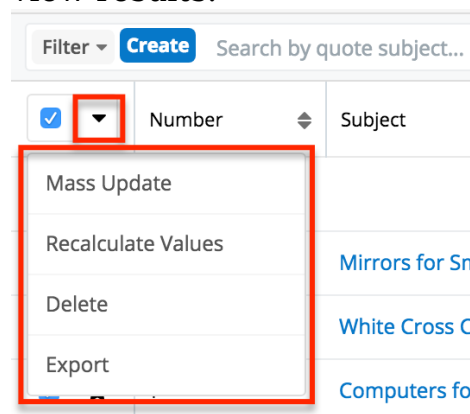 Filter Create Search by quote subject...
Number Subject
Mass Update
Recalculate Values
Mirrors for Sm
Delete
White Cross C
Export
Computers fo